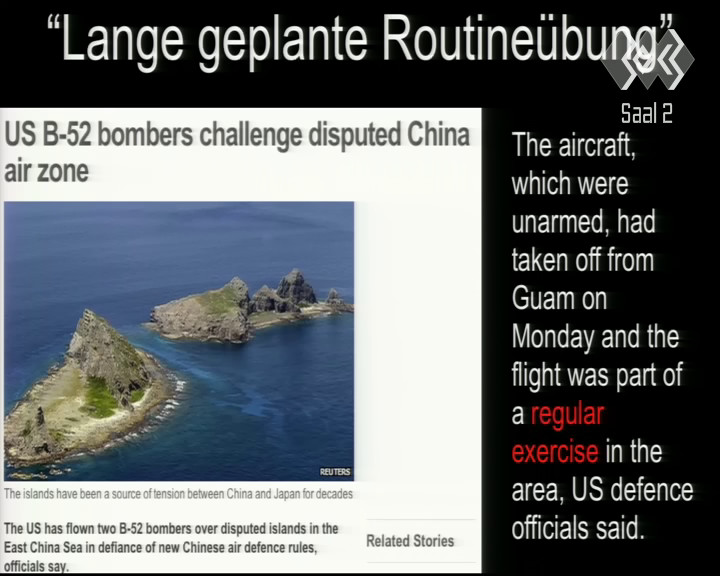 “Lange geplante Routineübung”
Saal 2
US B-52 bombers challenge disputed China
air zone
REUTERS
The islands have been a source of tension between China and Japan for decades
The US has flown two B-52 bombers over disputed islands in the
East China Sea in defiance of new Chinese air defence rules,
officials say.
Related Stories
The aircraft,
which were
unarmed, had
taken off from
Guam on
Monday and the
flight was part of
a regular
exercise in the
area, US defence
officials said.